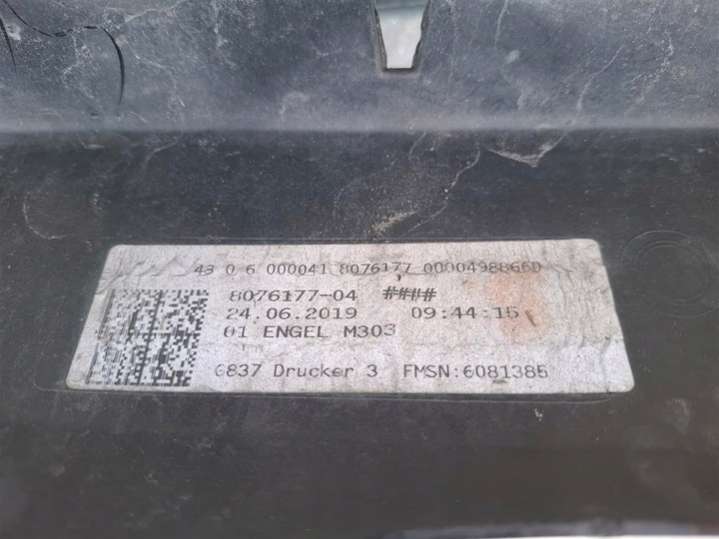 43 0 6 000041 8076177 0000498866D
8076177-04 ####
24.06.2019 09:44:15
01 ENGEL M303
6837 Drucker 3 FMSN:6081385